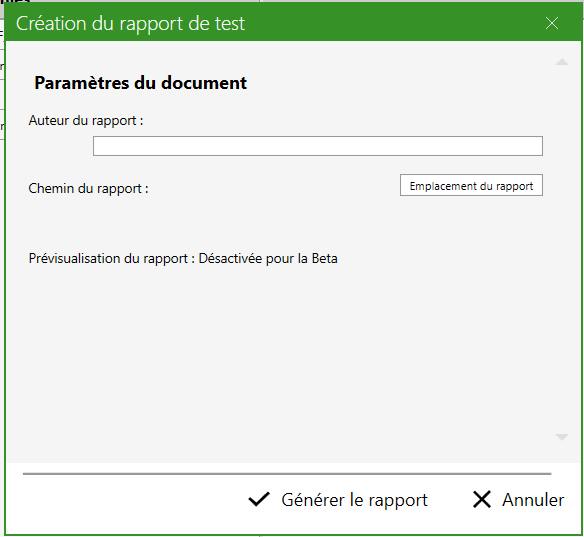 Création du rapport de test
Paramètres du document
Auteur du rapport :
Chemin du rapport :
Emplacement du rapport
Prévisualisation du rapport : Désactivée pour la Beta
Générer le rapport
Annuler